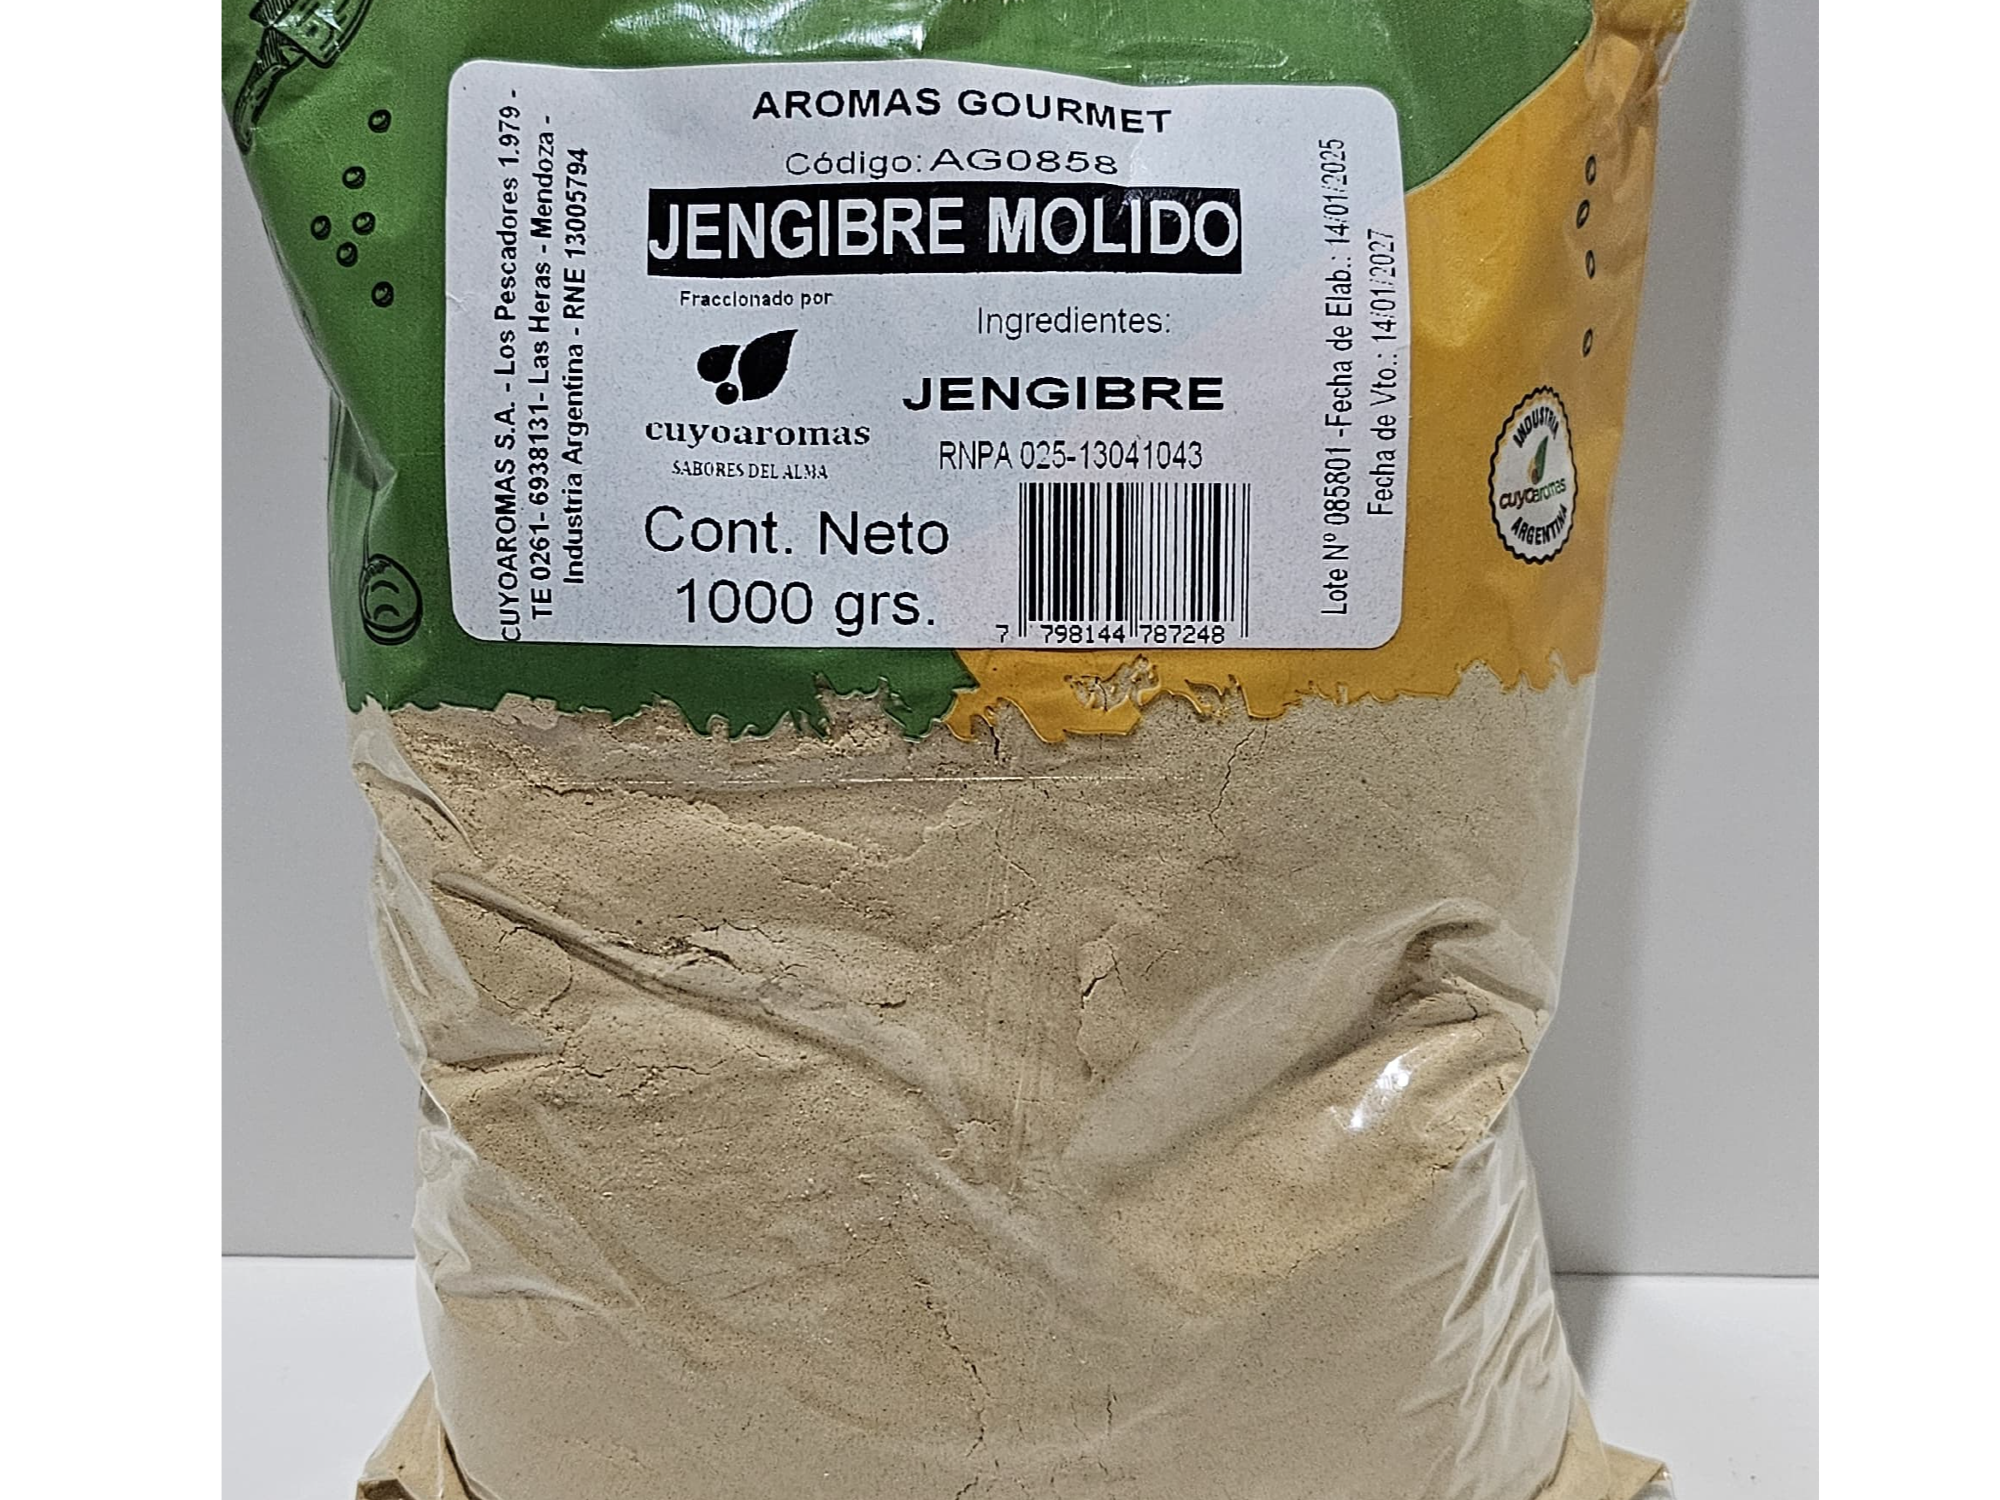 AROMAS GOURMET
Código: AG0858
JENGIBRE MOLIDO
Fraccionado por
cuyoaromas
SABORES DEL ALMA
Ingredientes:
JENGIBRE
RNPA 025-13041043
Cont. Neto
1000 grs.
7 798144 787248
CUYOAROMAS S.A. - Los Pescadores 1.979 -
TE 0261- 6938131- Las Heras - Mendoza -
Industria Argentina - RNE 13005794
Lote Nº 085801 -Fecha de Elab.: 14/01/2025
Fecha de Vto.: 14/01/2027
INDUSTRIA
cuyoaromas
ARGENTINA